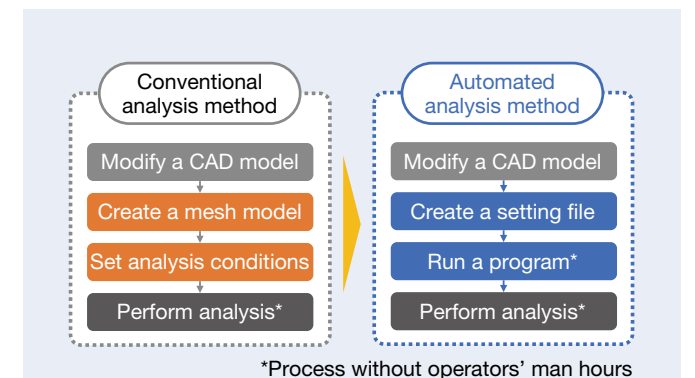 Conventional
analysis method
Modify a CAD model
Create a mesh model
Set analysis conditions
Perform analysis*
Automated
analysis method
Modify a CAD model
Create a setting file
Run a program*
Perform analysis*
*Process without operators’ man hours